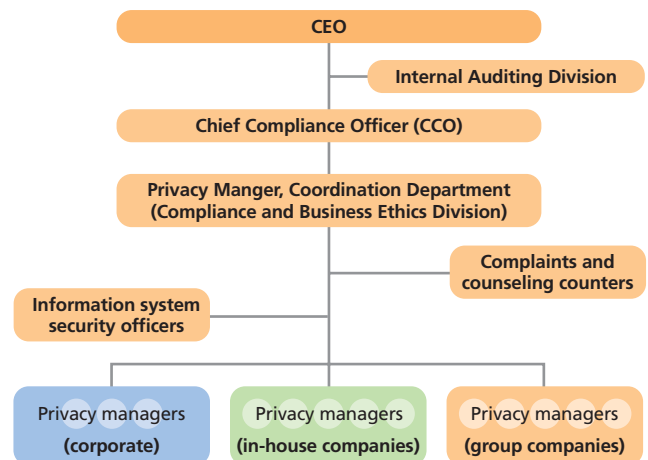 CEO
Internal Auditing Division
Chief Compliance Officer (CCO)
Privacy Manger, Coordination Department
(Compliance and Business Ethics Division)
Complaints and
counseling counters
Information system
security officers
Privacy managers
(corporate)
Privacy managers
(in-house companies)
Privacy managers
(group companies)